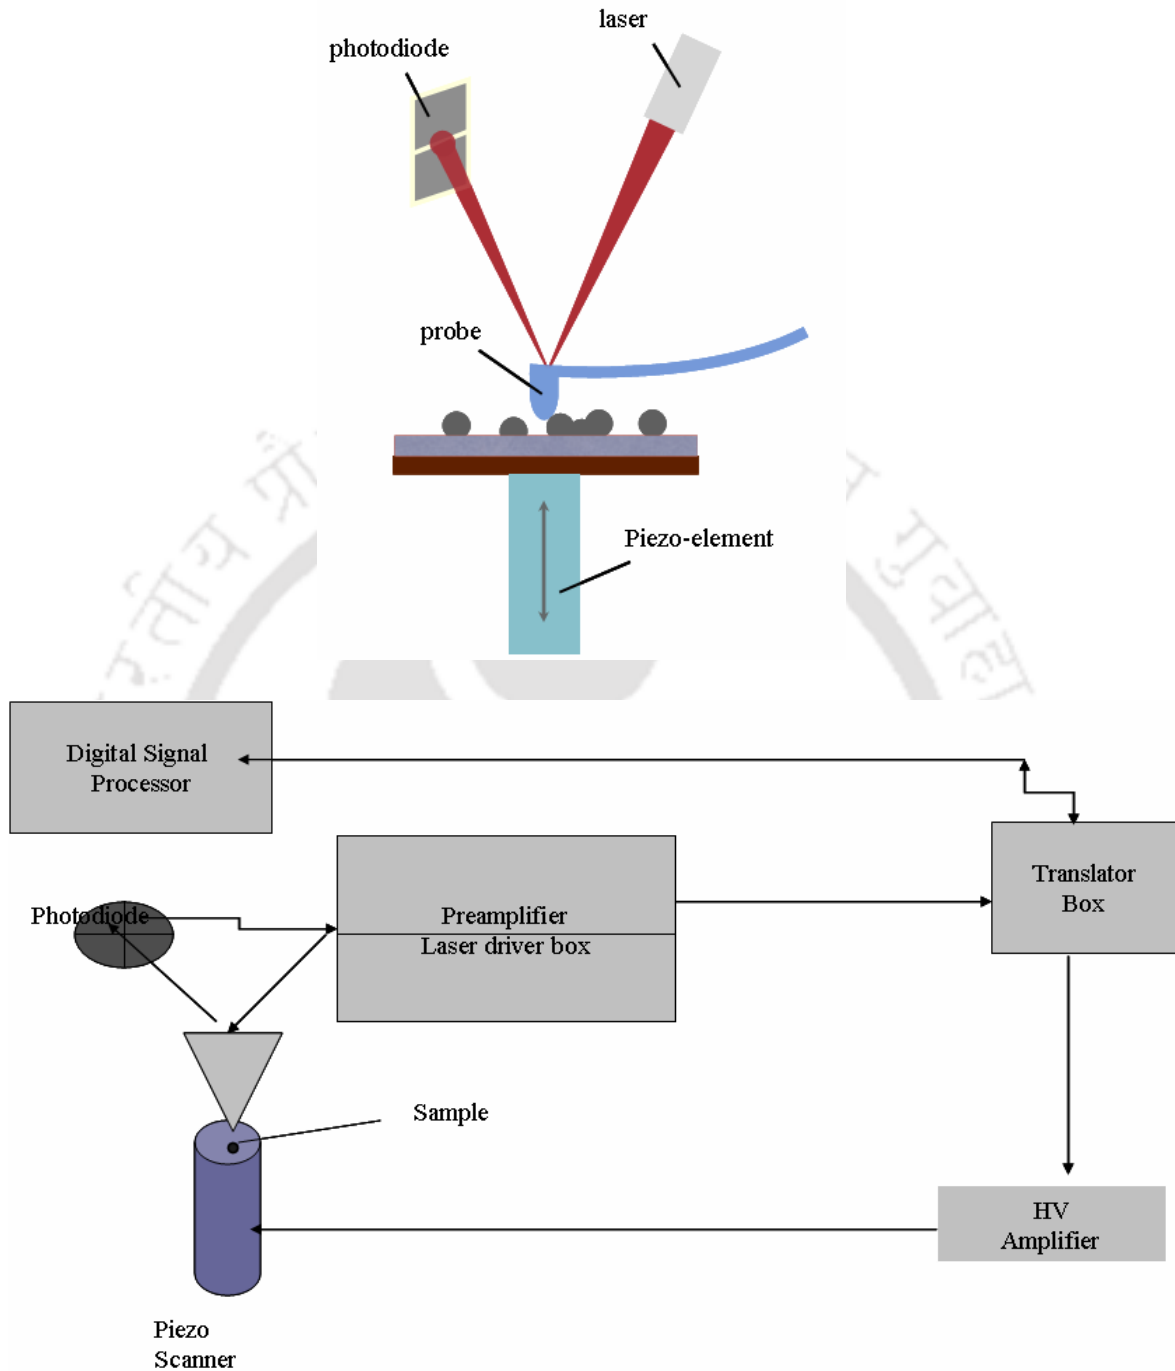 laser
photodiode
probe
Piezo-element
Digital Signal
Processor
Translator
Box
Photodiode
Preamplifier
Laser driver box
Sample
HV
Amplifier
Piezo
Scanner